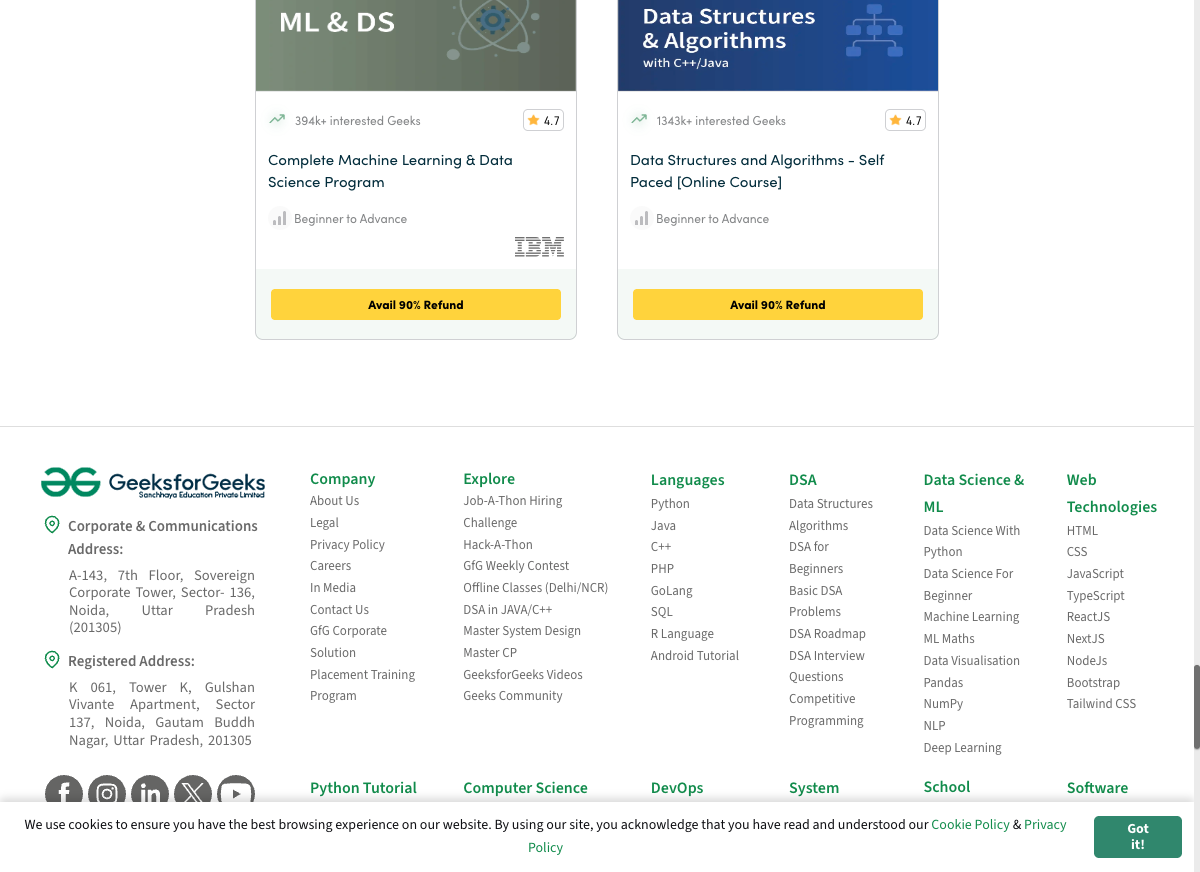 ML & DS
394k+ interested Geeks
4.7
Complete Machine Learning & Data
Science Program
Beginner to Advance
IBM
Avail 90% Refund
Data Structures
& Algorithms
with C++/Java
1343k+ interested Geeks
4.7
Data Structures and Algorithms - Self
Paced [Online Course]
Beginner to Advance
Avail 90% Refund
GeeksforGeeks
Sanchhaya Education Private Limited
Corporate & Communications
Address:
A-143, 7th Floor, Sovereign
Corporate Tower, Sector- 136,
Noida, Uttar Pradesh
(201305)
Registered Address:
K 061, Tower K, Gulshan
Vivante Apartment, Sector
137, Noida, Gautam Buddh
Nagar, Uttar Pradesh, 201305
Company
About Us
Legal
Privacy Policy
Careers
In Media
Contact Us
GfG Corporate
Solution
Placement Training
Program
Explore
Job-A-Thon Hiring
Challenge
Hack-A-Thon
GfG Weekly Contest
Offline Classes (Delhi/NCR)
DSA in JAVA/C++
Master System Design
Master CP
GeeksforGeeks Videos
Geeks Community
Languages
Python
Java
C++
PHP
GoLang
SQL
R Language
Android Tutorial
DSA
Data Structures
Algorithms
DSA for
Beginners
Basic DSA
Problems
DSA Roadmap
DSA Interview
Questions
Competitive
Programming
Data Science &
ML
Data Science With
Python
Data Science For
Beginner
Machine Learning
ML Maths
Data Visualisation
Pandas
NumPy
NLP
Deep Learning
Web
Technologies
HTML
CSS
JavaScript
TypeScript
ReactJS
NextJS
NodeJs
Bootstrap
Tailwind CSS
Python Tutorial
Computer Science
DevOps
System
School
Software
We use cookies to ensure you have the best browsing experience on our website. By using our site, you acknowledge that you have read and understood our Cookie Policy & Privacy
Policy
Got
it!